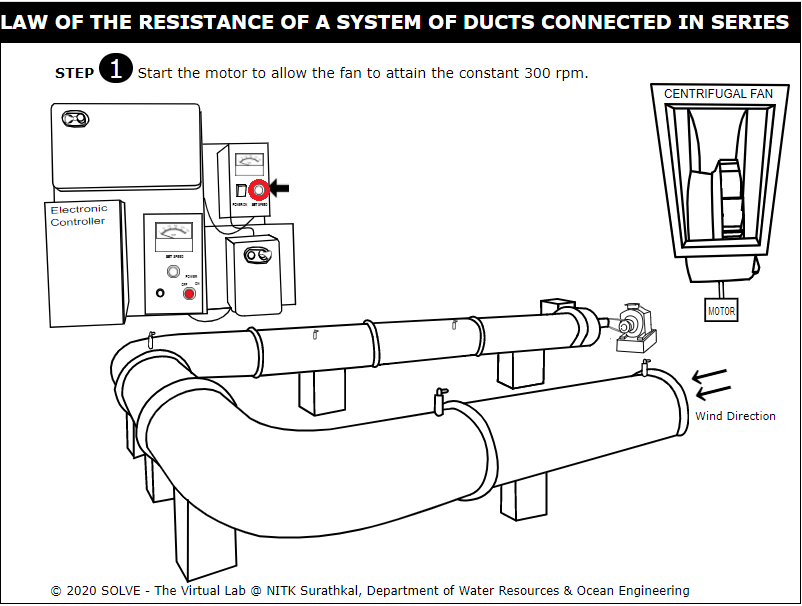 LAW OF THE RESISTANCE OF A SYSTEM OF DUCTS CONNECTED IN SERIES
STEP 1 Start the motor to allow the fan to attain the constant 300 rpm.
CENTRIFUGAL FAN
POWER ON SET SPEED
Electronic
Controller
SET SPEED
POWER
OFF ON
MOTOR
Wind Direction
© 2020 SOLVE - The Virtual Lab @ NITK Surathkal, Department of Water Resources & Ocean Engineering